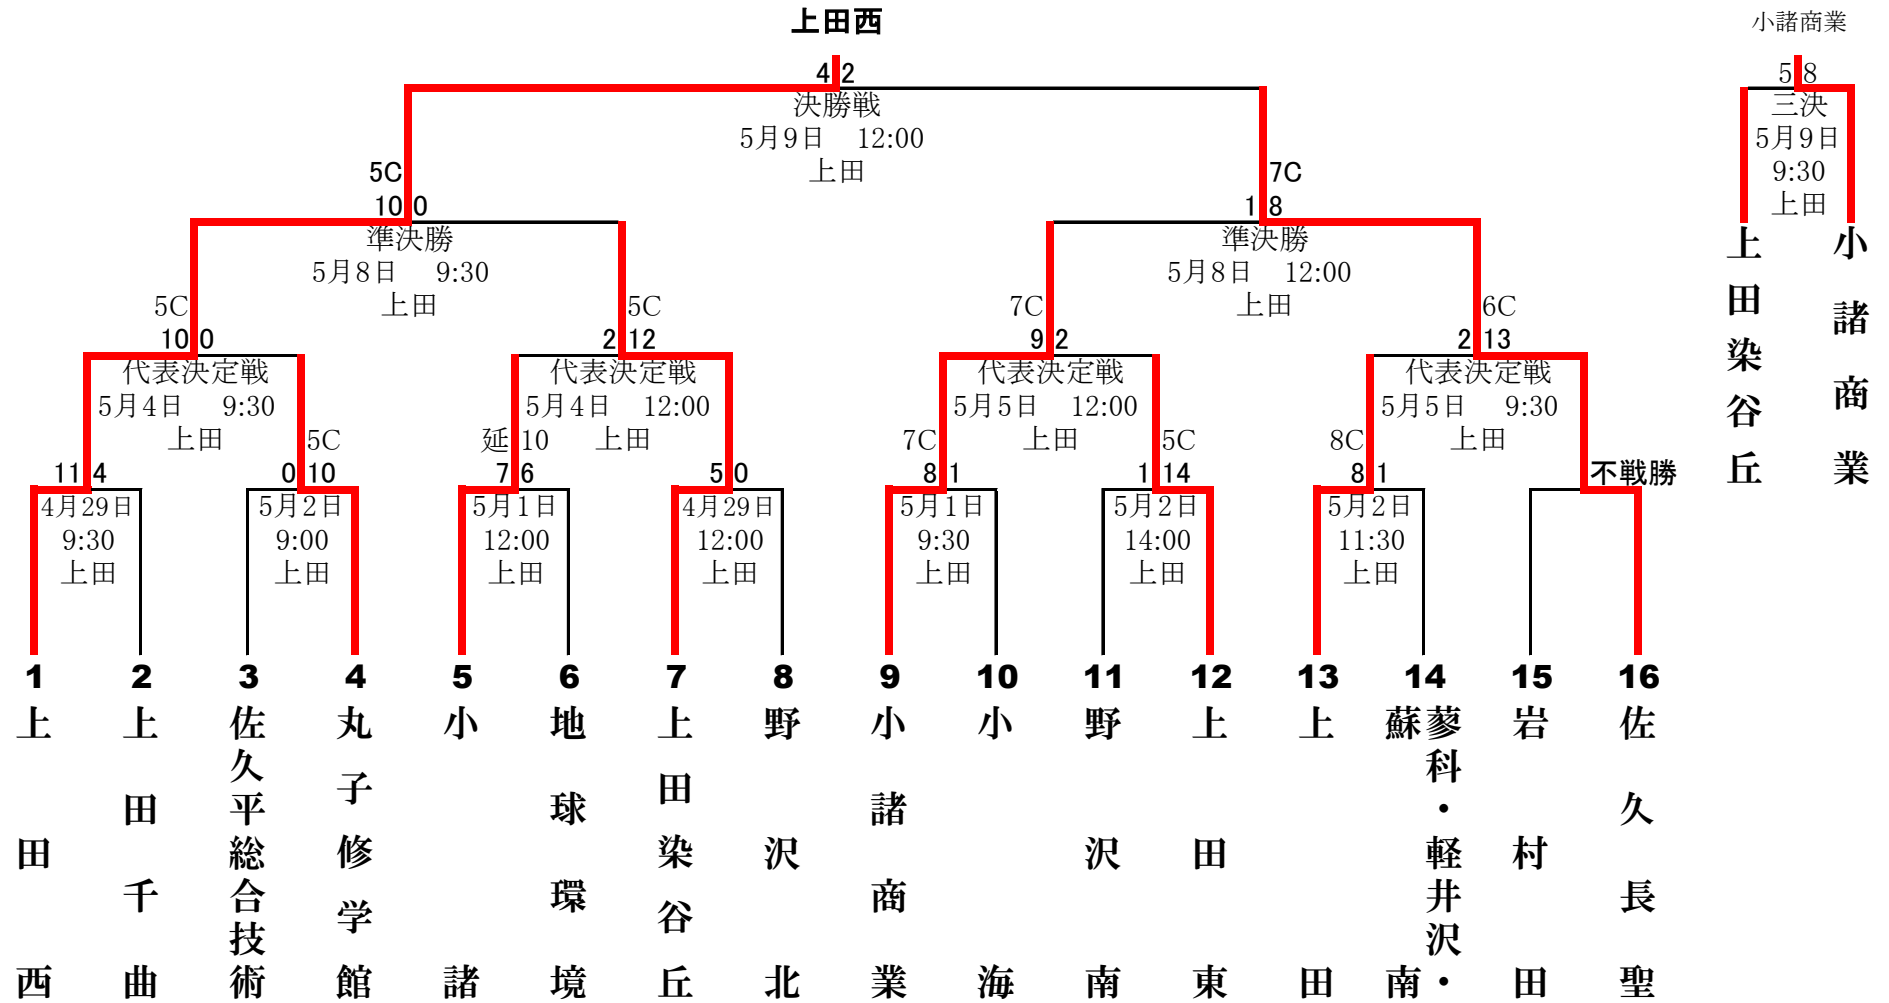 上田西
4 2
決勝戦
5月9日 12:00
上田
5C
7C
10 0
準決勝
5月8日 9:30
上田
1 8
準決勝
5月8日 12:00
上田
5C
5C
7C
6C
10 0
代表決定戦
5月4日 9:30
上田
2 12
代表決定戦
5月4日 12:00
上田
9 2
代表決定戦
5月5日 12:00
上田
2 13
代表決定戦
5月5日 9:30
上田
5C
延 10
7C
5C
8C
11 4
4月29日
9:30
上田
0 10
5月2日
9:00
上田
7 6
5月1日
12:00
上田
5 0
4月29日
12:00
上田
8 1
5月1日
9:30
上田
1 14
5月2日
14:00
上田
8 1
5月2日
11:30
上田
不戦勝
1 上田西
2 上田千曲
3 佐久平総合技術
4 丸子修学館
5 小諸
6 地球環境
7 上田染谷丘
8 野沢北
9 小諸商業
10 小海
11 野沢南
12 上田東
13 上田
14 蓼科・軽井沢・
蘇南
15 岩村田
16 佐久長聖
小諸商業
5 8
三決
5月9日
9:30
上田
上田染谷丘
小諸商業